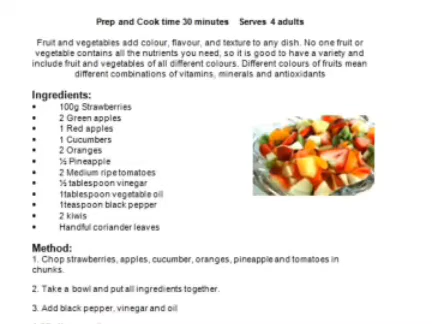 Prep and Cook time 30 minutes Serves 4 adults
Fruit and vegetables add colour, flavour, and texture to any dish. No one fruit or
vegetable contains all the nutrients you need, so it is good to have a variety and
include fruit and vegetables of all different colours. Different colours of fruits mean
different combinations of vitamins, minerals and antioxidants
Ingredients:
• 100g Strawberries
• 2 Green apples
• 1 Red apples
• 1 Cucumbers
• 2 Oranges
• ½ Pineapple
• 2 Medium ripe tomatoes
• ½ tablespoon vinegar
• 1tablespoon vegetable oil
• 1teaspoon black pepper
• 2 kiwis
• Handful coriander leaves
Method:
1. Chop strawberries, apples, cucumber, oranges, pineapple and tomatoes in
chunks.
2. Take a bowl and put all ingredients together.
3. Add black pepper, vinegar and oil